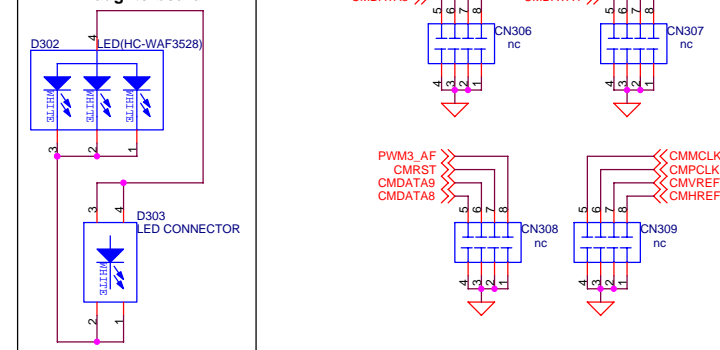 D302
LED(HC-WAF3528)
4
WHITE
WHITE
WHITE
3
2
1
3
4
D303
LED CONNECTOR
WHITE
2
1
5
6
7
8
CN306
nc
4
3
2
1
5
6
7
8
CN307
nc
4
3
2
1
PWM3_AF
CMRST
CMDATA9
CMDATA8
5
6
7
8
CN308
nc
4
3
2
1
CMMCLK
CMPCLK
CMVREF
CMHREF
5
6
7
8
CN309
nc
4
3
2
1